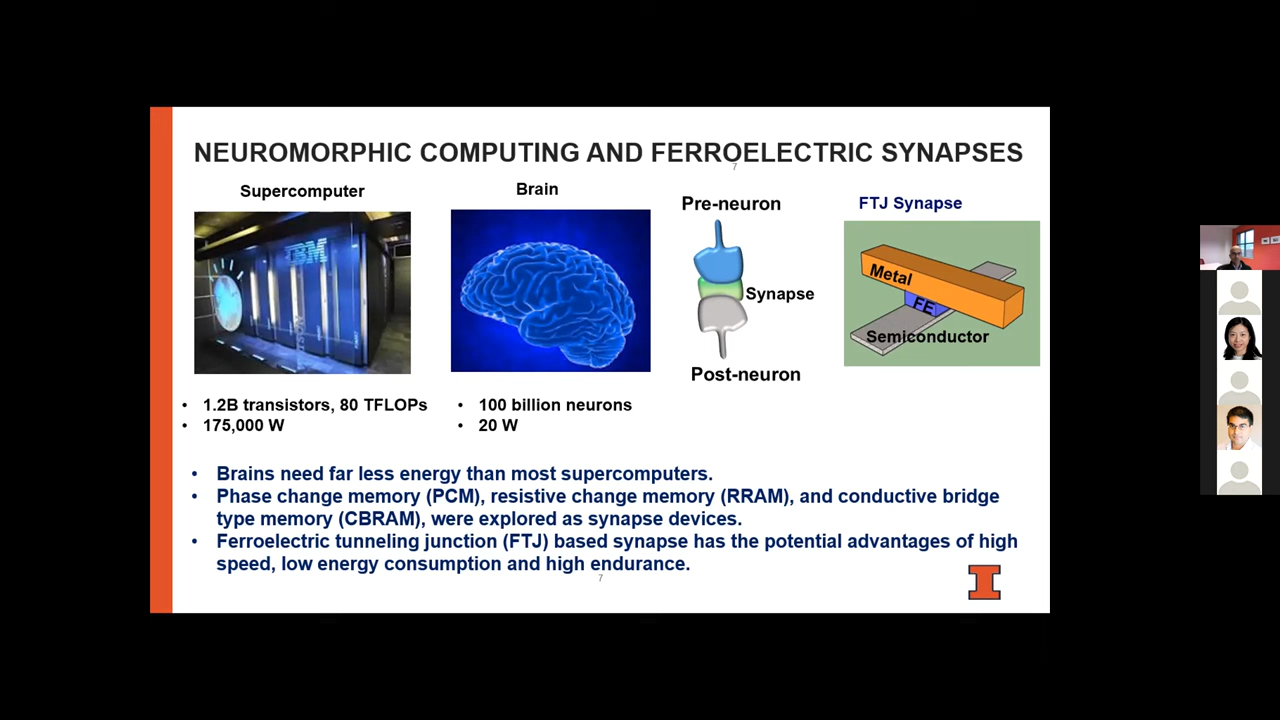 NEUROMORPHIC COMPUTING AND FERROELECTRIC SYNAPSES
7
Supercomputer
Brain
Pre-neuron
FTJ Synapse
IBM
Metal
FE
Synapse
Semiconductor
Post-neuron
• 1.2B transistors, 80 TFLOPs
• 175,000 W
• 100 billion neurons
• 20 W
• Brains need far less energy than most supercomputers.
• Phase change memory (PCM), resistive change memory (RRAM), and conductive bridge
type memory (CBRAM), were explored as synapse devices.
• Ferroelectric tunneling junction (FTJ) based synapse has the potential advantages of high
speed, low energy consumption and high endurance.
7
I